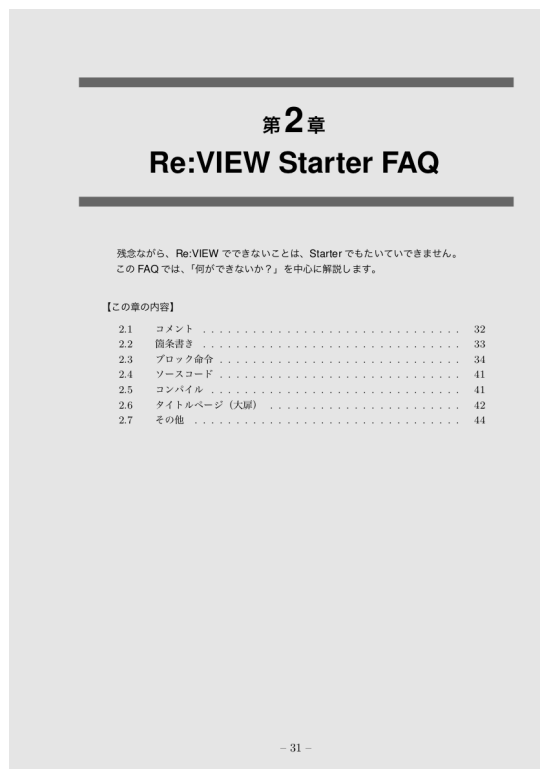 第2章
Re:VIEW Starter FAQ
残念ながら、Re:VIEW でできないことは、Starter でもたいていできません。
この FAQ では、「何ができないか?」を中心に解説します。
【この章の内容】
2.1 コメント . . . . . . . . . . . . . . . . . . . . . . . . . . . . . . . 32
2.2 箇条書き . . . . . . . . . . . . . . . . . . . . . . . . . . . . . . . 33
2.3 ブロック命令 . . . . . . . . . . . . . . . . . . . . . . . . . . . . . 34
2.4 ソースコード . . . . . . . . . . . . . . . . . . . . . . . . . . . . . 41
2.5 コンパイル . . . . . . . . . . . . . . . . . . . . . . . . . . . . . . 41
2.6 タイトルページ(大扉) . . . . . . . . . . . . . . . . . . . . . . . 42
2.7 その他 . . . . . . . . . . . . . . . . . . . . . . . . . . . . . . . . 44
– 31 –